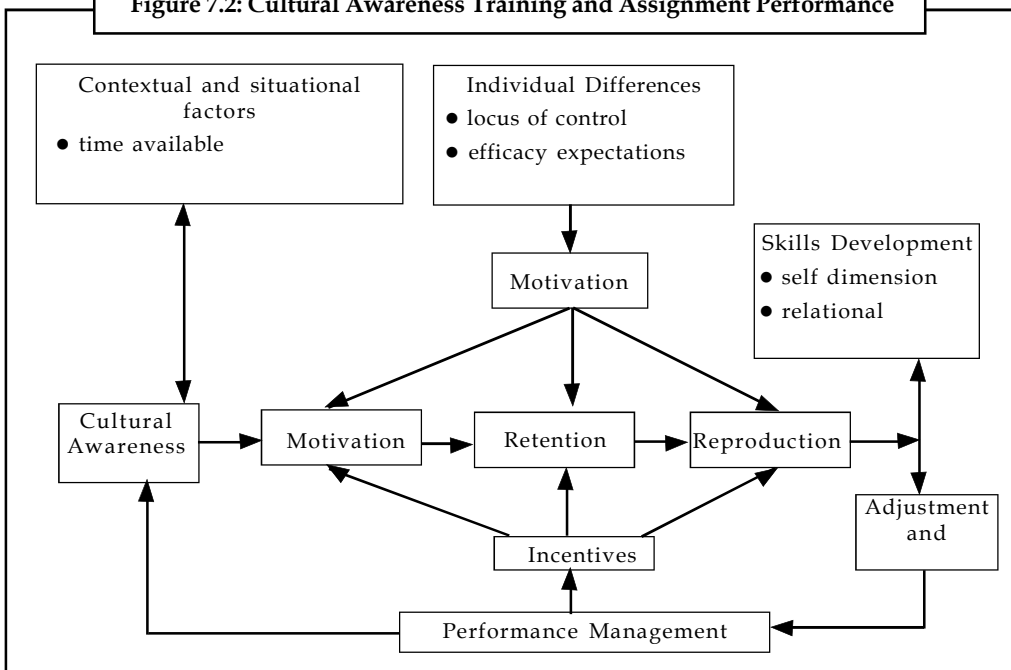 Figure 7.2: Cultural Awareness Training and Assignment Performance
Contextual and situational
factors
● time available
Individual Differences
● locus of control
● efficacy expectations
Skills Development
● self dimension
● relational
Motivation
Cultural
Awareness
Motivation
Retention
Reproduction
Adjustment
and
Incentives
Performance Management